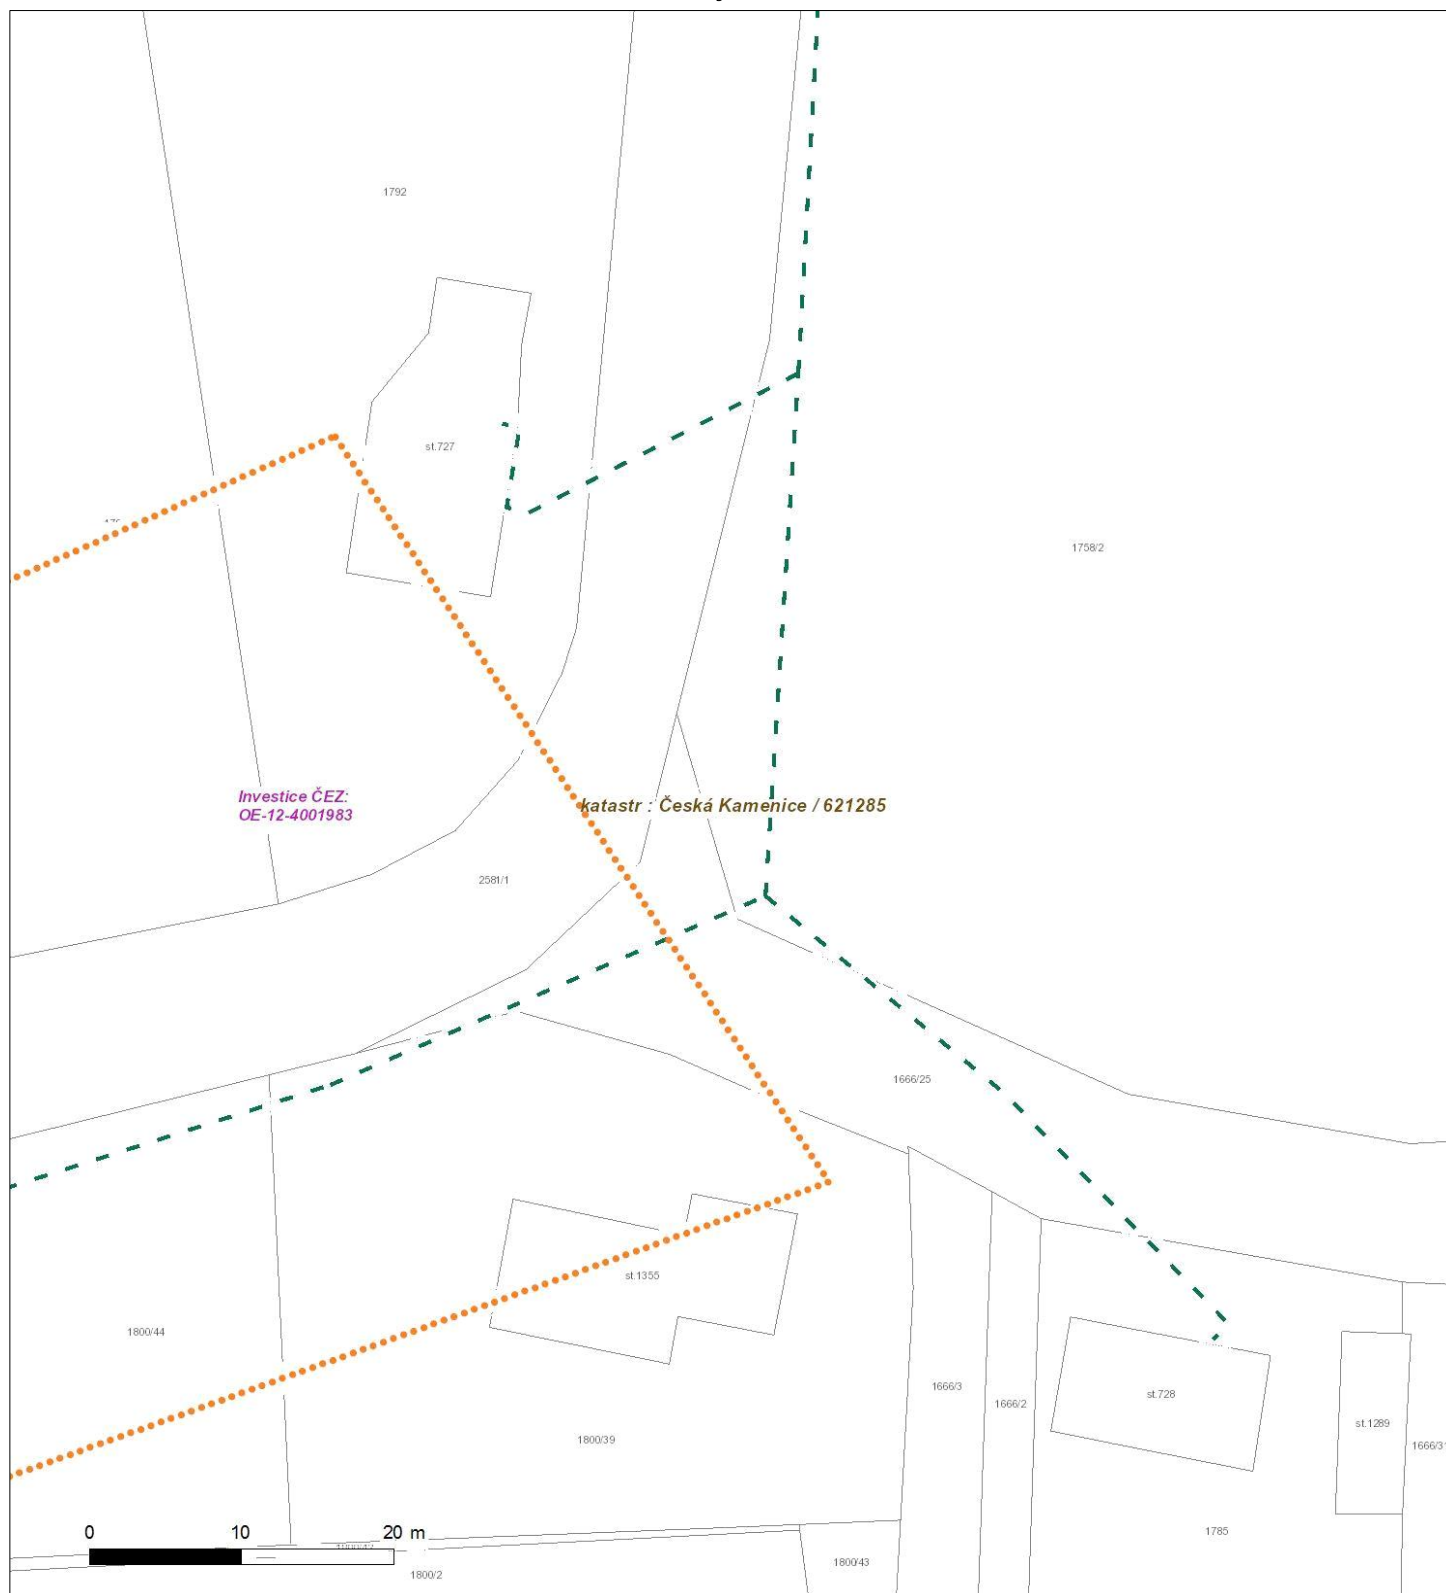 1792
st.727
1758/2
Investice ČEZ:
OE-12-4001983
katastr : Česká Kamenice / 621285
2581/1
1666/25
st.1355
1800/44
1666/3
1666/2
st.728
st.1289
1666/31
1800/39
1785
0 10 20 m
1800/43
1800/2